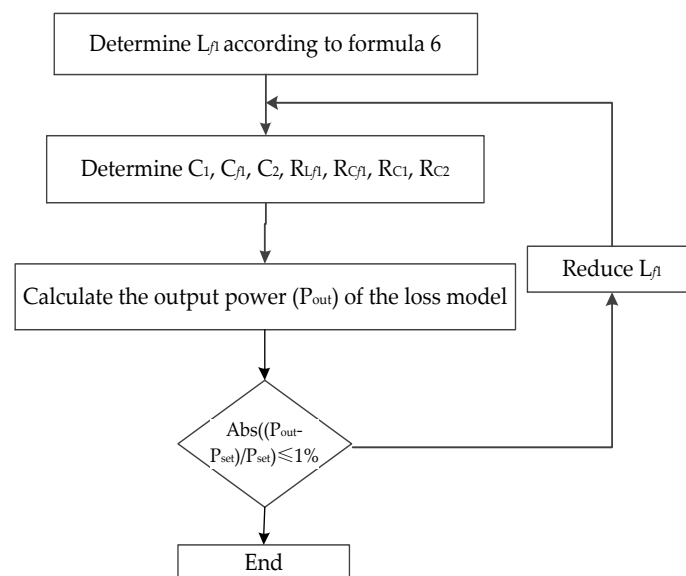 Determine Lf1 according to formula 6
Determine C1, Cf1, C2, RLf1, RCf1, RC1, RC2
Reduce Lf1
Calculate the output power (Pout) of the loss model
Abs((Pout-
Pset)/Pset)≤1%
End